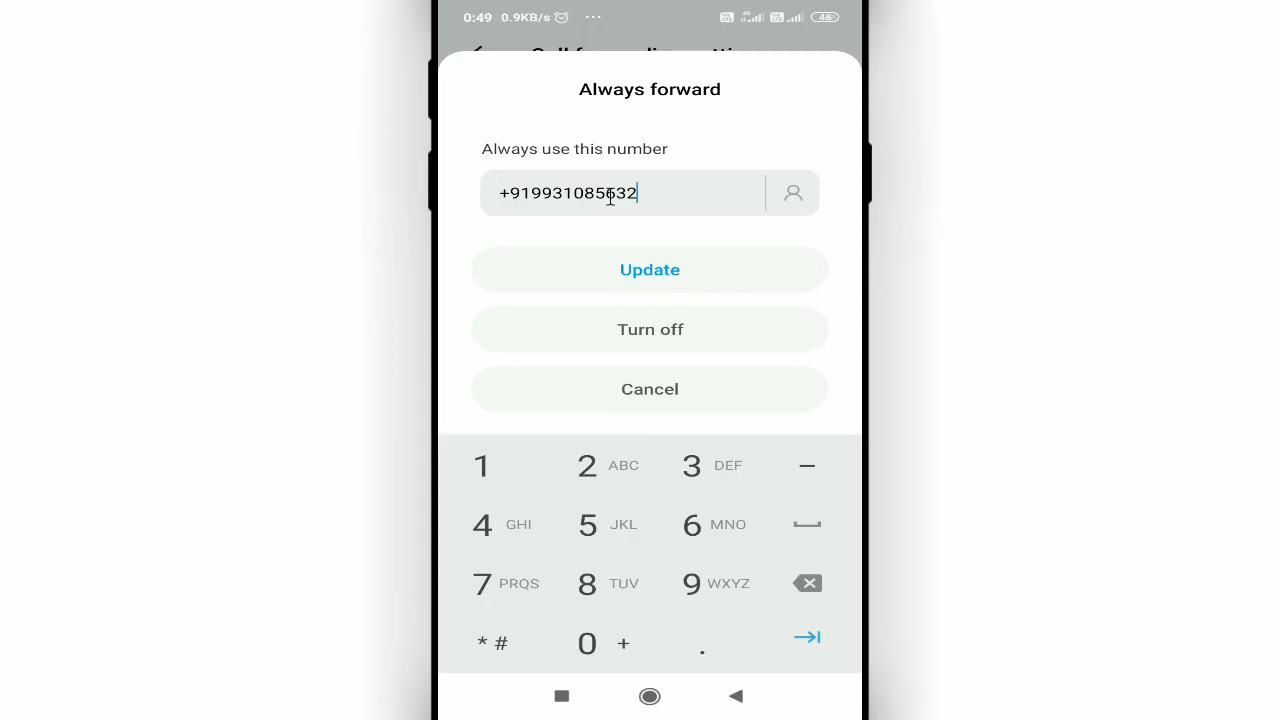 0:49 0.9KB/s ... 46
Always forward
Always use this number
+919931085632
Update
Turn off
Cancel
1 2 ABC 3 DEF –
4 GHI 5 JKL 6 MNO
7 PRQS 8 TUV 9 WXYZ
* # 0 + .